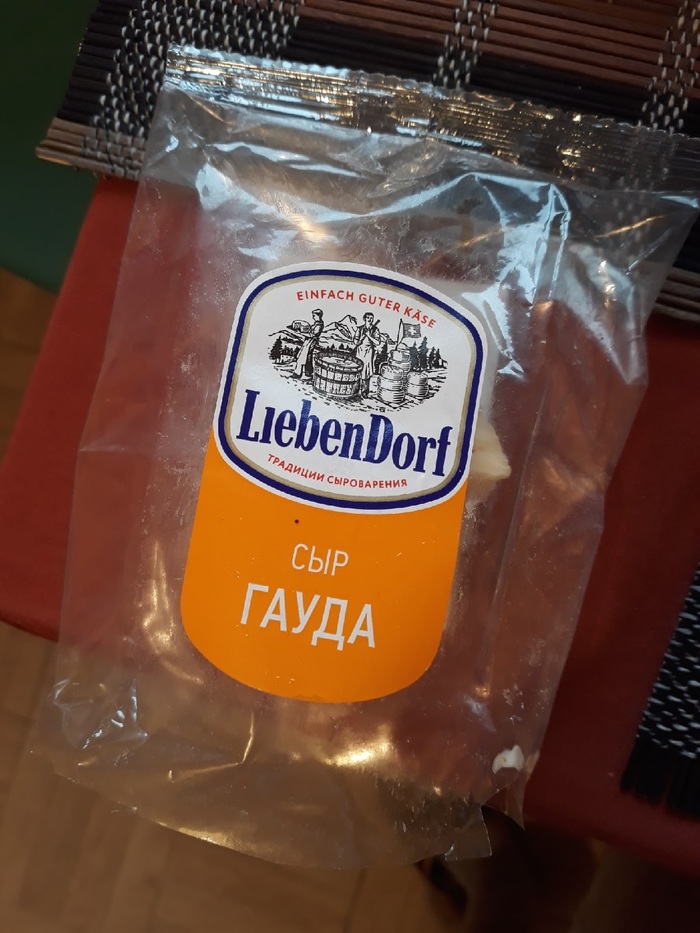 EINFACH GUTER KÄSE
LIEBENDORF
ТРАДИЦИИ СЫРОВАРЕНИЯ
СЫР
ГАУДА